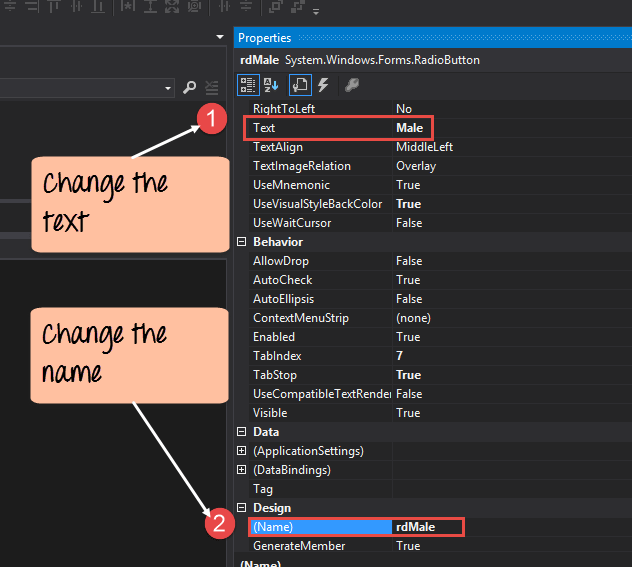 Properties
rdMale System.Windows.Forms.RadioButton
RightToLeft No
1
Text Male
TextAlign MiddleLeft
Change the
text
TextImageRelation Overlay
UseMnemonic True
UseVisualStyleBackColor True
UseWaitCursor False
Behavior
AllowDrop False
AutoCheck True
AutoEllipsis False
ContextMenuStrip (none)
Change the
name
Enabled True
TabIndex 7
TabStop True
UseCompatibleTextRender False
Visible True
Data
(ApplicationSettings)
(DataBindings)
Tag
Design
2
(Name) rdMale
GenerateMember True
(Name)